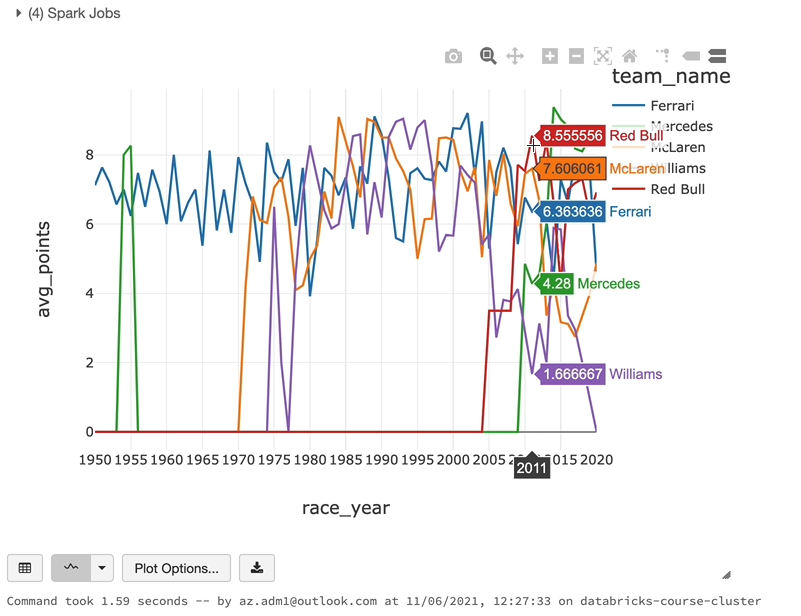 (4) Spark Jobs
team_name
Ferrari
Mercedes
McLaren
Williams
Red Bull
8.555556 Red Bull
7.606061 McLaren
6.363636 Ferrari
4.28 Mercedes
1.666667 Williams
avg_points
8
6
4
2
0
1950 1955 1960 1965 1970 1975 1980 1985 1990 1995 2000 2005 2015 2020
2011
race_year
Plot Options...
Command took 1.59 seconds -- by az.adm1@outlook.com at 11/06/2021, 12:27:33 on databricks-course-cluster